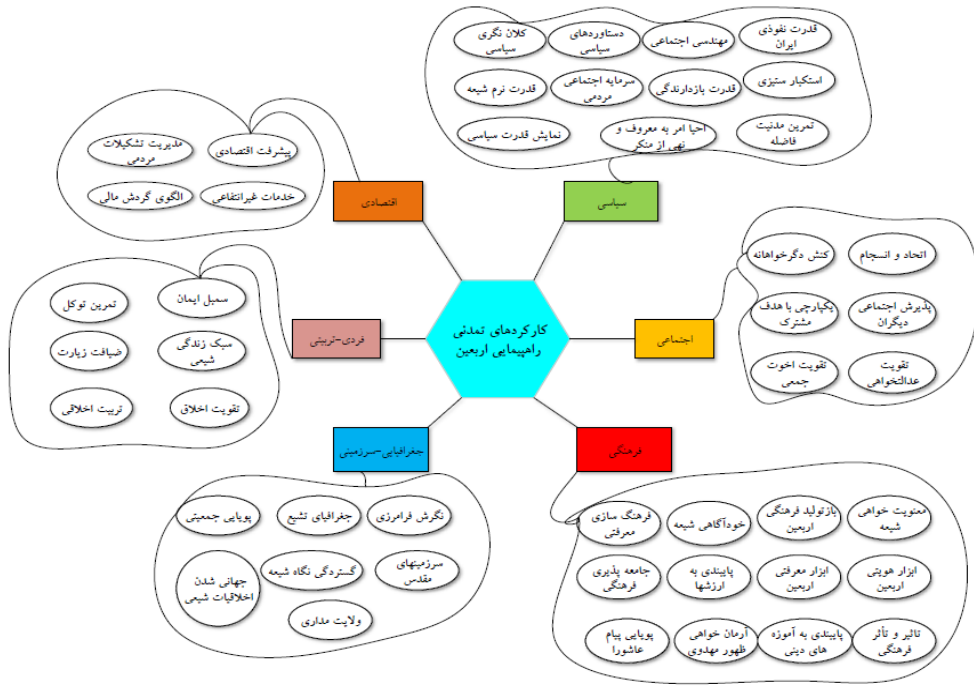 کارکردهای تمدنی
راهپیمایی اربعین
سیاسی
قدرت نفوذی
ایران
مهندسی اجتماعی
دستاوردهای
سیاسی
کلان نگری
سیاسی
استکبار ستیزی
قدرت بازدارندگی
سرمایه اجتماعی
مردمی
قدرت نرم شیعه
تمرین مدنیت
فاضله
احیا امر به معروف و
نهی از منکر
نمایش قدرت سیاسی
اقتصادی
پیشرفت اقتصادی
مدیریت تشکیلات
مردمی
خدمات غیرانتفاعی
الگوی گردش مالی
اجتماعی
اتحاد و انسجام
کنش دگرخواهانه
پذیرش اجتماعی
دیگران
یکپارچی با هدف
مشترک
تقویت
عدالتخواهی
تقویت اخوت
جمعی
فردی-تربیتی
سمبل ایمان
تمرین توکل
سبک زندگی
شیعی
ضیافت زیارت
تقویت اخلاق
تربیت اخلاقی
جغرافیایی-سرزمینی
نگرش فرامرزی
جغرافیای تشیع
پویایی جمعیتی
سرزمینهای
مقدس
گستردگی نگاه شیعه
جهانی شدن
اخلاقیات شیعی
ولایت مداری
فرهنگی
معنویت خواهی
شیعه
بازتولید فرهنگی
اربعین
خودآگاهی شیعه
فرهنگ سازی
معرفتی
ابزار هویتی
اربعین
ابزار معرفتی
اربعین
پایبندی به
ارزشها
جامعه پذیری
فرهنگی
تاثیر و تأثر
فرهنگی
پایبندی به آموزه
های دینی
آرمان خواهی
ظهور مهدوی
پویایی پیام
عاشورا